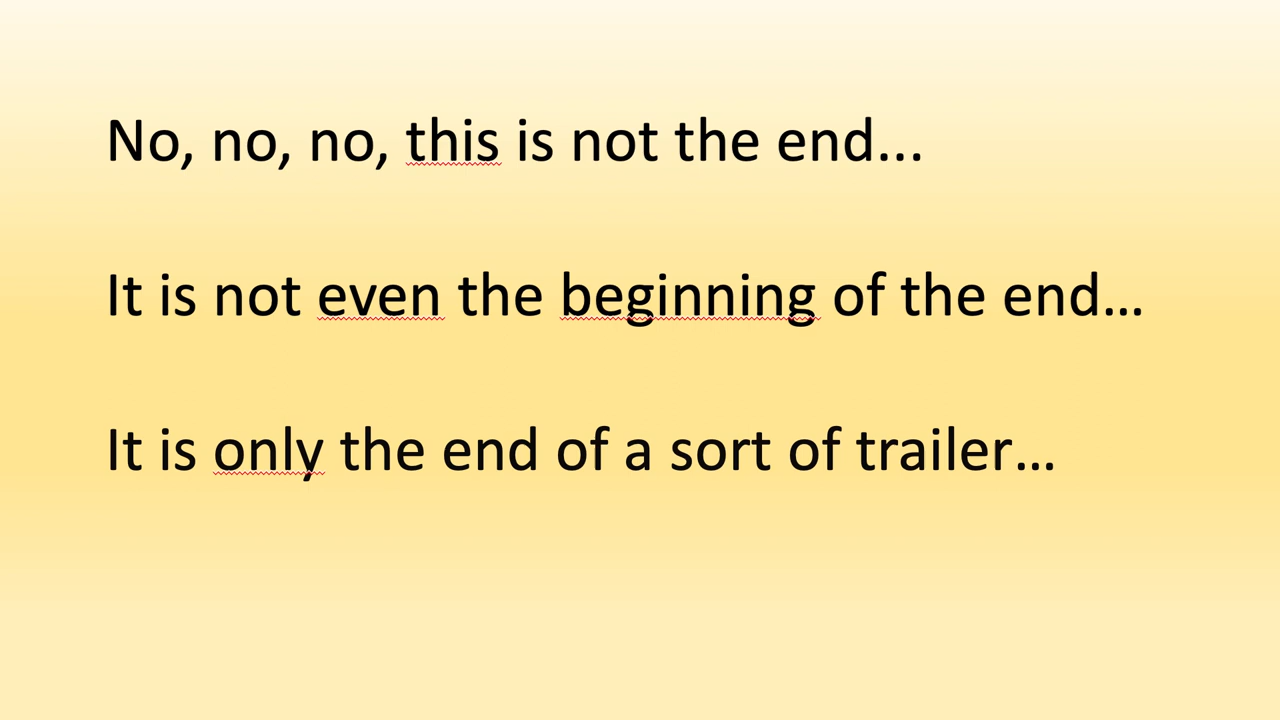 No, no, no, this is not the end...
It is not even the beginning of the end…
It is only the end of a sort of trailer…